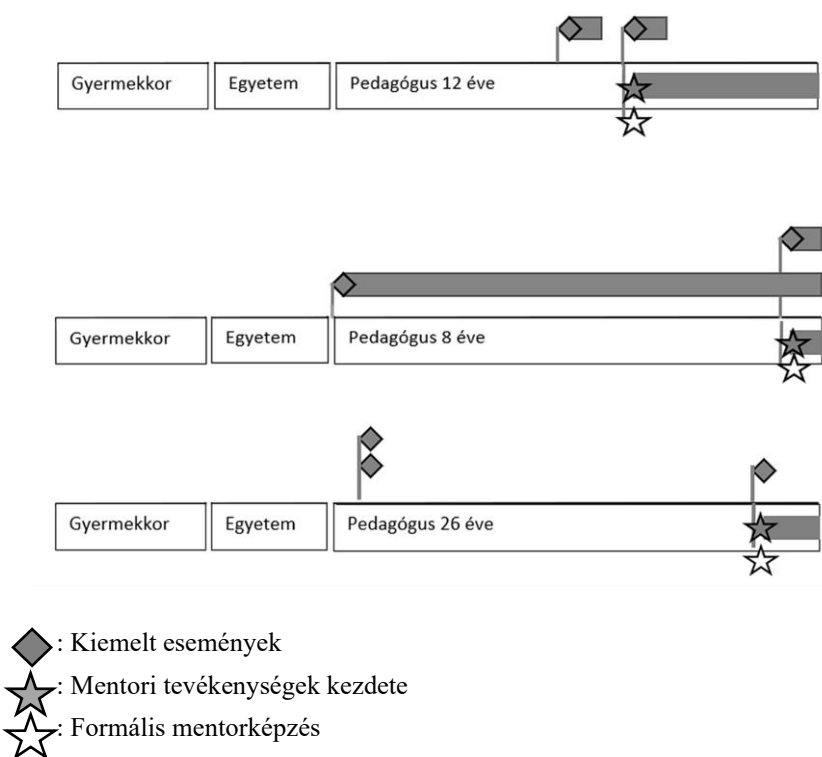 Gyermekkor Egyetem Pedagógus 12 éve
Gyermekkor Egyetem Pedagógus 8 éve
Gyermekkor Egyetem Pedagógus 26 éve
: Kiemelt események
: Mentori tevékenységek kezdete
: Formális mentorképzés